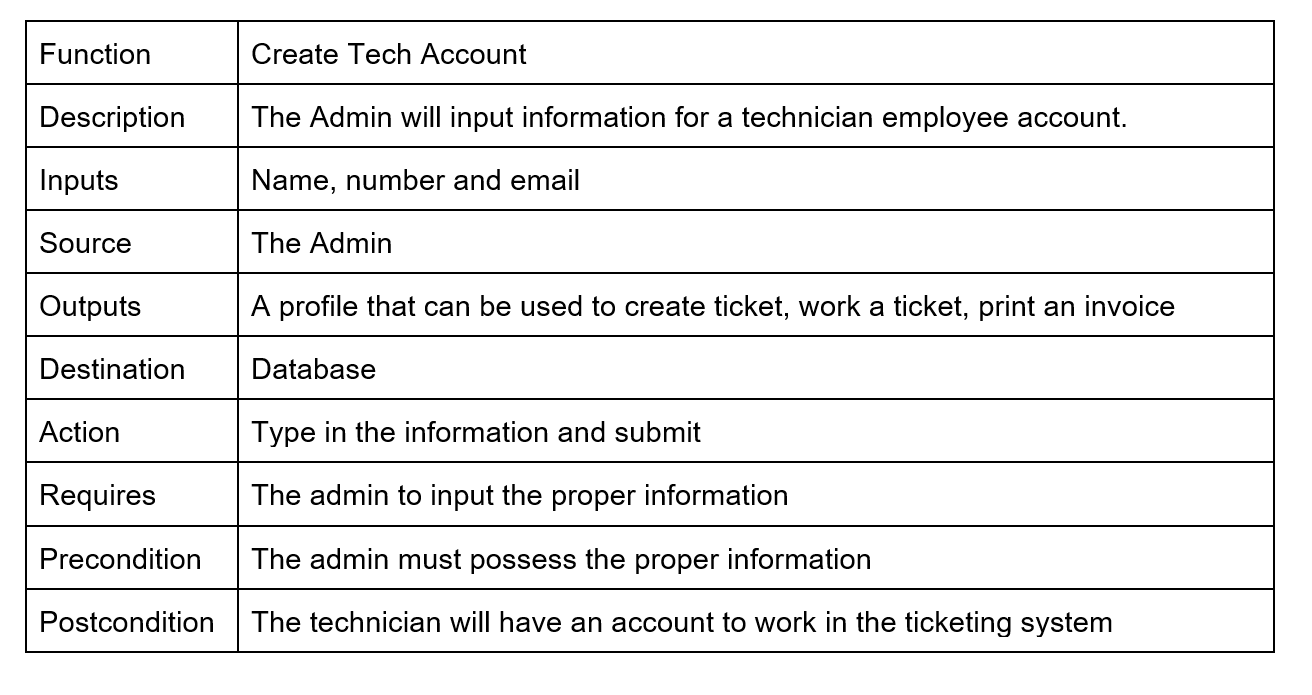 Function Create Tech Account
Description The Admin will input information for a technician employee account.
Inputs Name, number and email
Source The Admin
Outputs A profile that can be used to create ticket, work a ticket, print an invoice
Destination Database
Action Type in the information and submit
Requires The admin to input the proper information
Precondition The admin must possess the proper information
Postcondition The technician will have an account to work in the ticketing system